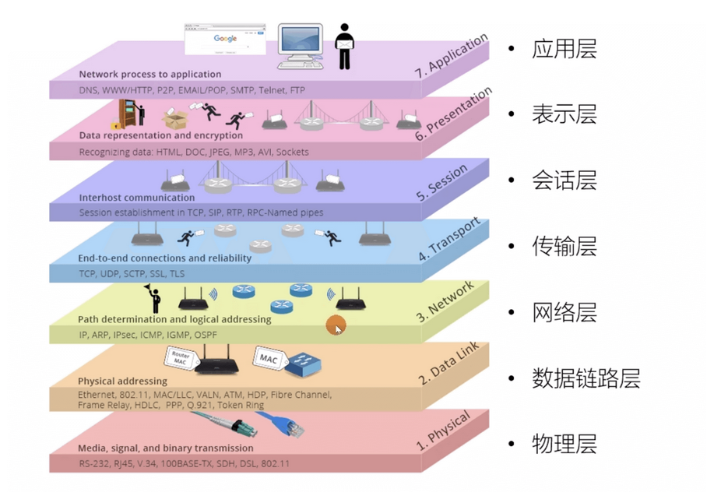 Google
7. Application
Network process to application
DNS, WWW/HTTP, P2P, EMAIL/POP, SMTP, Telnet, FTP
应用层
6. Presentation
Data representation and encryption
Recognizing data: HTML, DOC, JPEG, MP3, AVI, Sockets
表示层
5. Session
Interhost communication
Session establishment in TCP, SIP, RTP, RPC-Named pipes
会话层
4. Transport
End-to-end connections and reliability
TCP, UDP, SCTP, SSL, TLS
传输层
3. Network
Path determination and logical addressing
IP, ARP, IPsec, ICMP, IGMP, OSPF
网络层
2. Data Link
Router MAC
MAC
Physical addressing
Ethernet, 802.11, MAC/LLC, VALN, ATM, HDP, Fibre Channel,
Frame Relay, HDLC, PPP, Q.921, Token Ring
数据链路层
1. Physical
Media, signal, and binary transmission
RS-232, RJ45, V.34, 100BASE-TX, SDH, DSL, 802.11
物理层